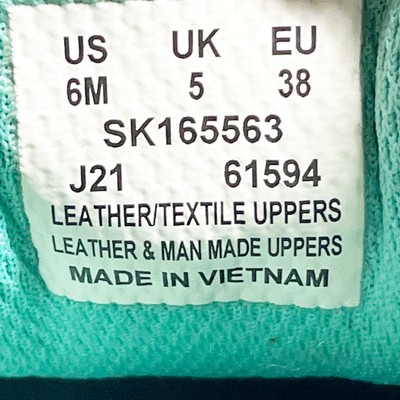 US UK EU
6M 5 38
SK165563
J21 61594
LEATHER/TEXTILE UPPERS
LEATHER & MAN MADE UPPERS
MADE IN VIETNAM